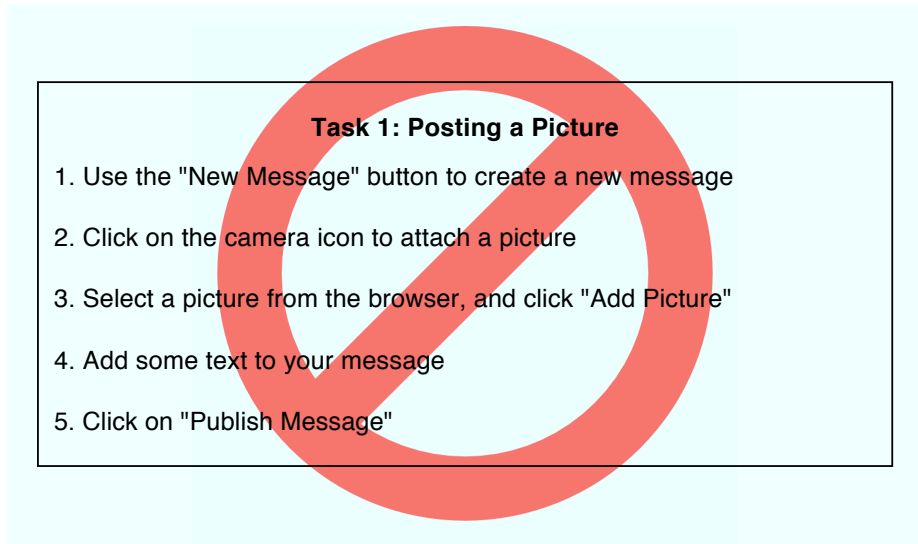 Task 1: Posting a Picture
1. Use the "New Message" button to create a new message
2. Click on the camera icon to attach a picture
3. Select a picture from the browser, and click "Add Picture"
4. Add some text to your message
5. Click on "Publish Message"